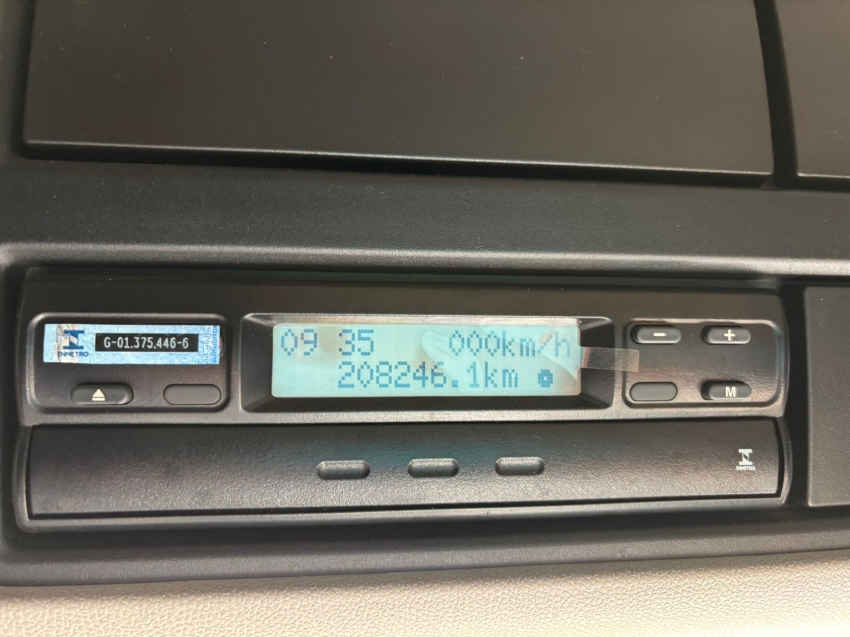 INMETRO
G-01.375.446-6
09 35 000km/h
208246.1km
-
+
M
INMETRO